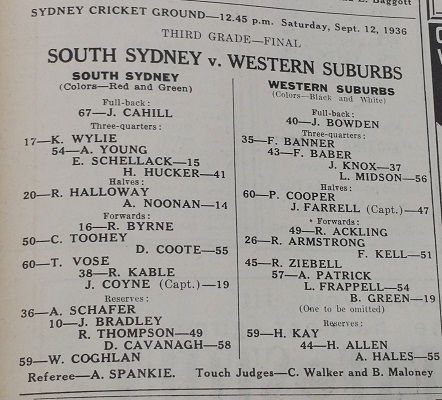 Baggott
SYDNEY CRICKET GROUND—12.45 p.m. Saturday, Sept. 12, 1936
THIRD GRADE—FINAL
SOUTH SYDNEY v. WESTERN SUBURBS
SOUTH SYDNEY
(Colors—Red and Green)
Full-back:
67—J. CAHILL
Three-quarters:
17—K. WYLIE
54—A. YOUNG
E. SCHELLACK—15
H. HUCKER—41
Halves:
20—R. HALLOWAY
A. NOONAN—14
Forwards:
16—R. BYRNE
50—C. TOOHEY
D. COOTE—55
60—T. VOSE
38—R. KABLE
J. COYNE (Capt.)—19
Reserves:
36—A. SCHAFER
10—J. BRADLEY
R. THOMPSON—49
D. CAVANAGH—58
59—W. COGHLAN
WESTERN SUBURBS
(Colors—Black and White)
Full-back:
40—J. BOWDEN
Three-quarters:
35—F. BANNER
43—F. BABER
J. KNOX—37
L. MIDSON—56
Halves:
60—P. COOPER
J. FARRELL (Capt.)—47
* Forwards:
49—R. ACKLING
26—R. ARMSTRONG
F. KELL—51
45—R. ZIEBELL
57—A. PATRICK
L. FRAPPELL—54
B. GREEN—19
(One to be omitted)
Reserves:
59—H. KAY
44—H. ALLEN
A. HALES—55
Referee—A. SPANKIE. Touch Judges—C. Walker and B. Maloney